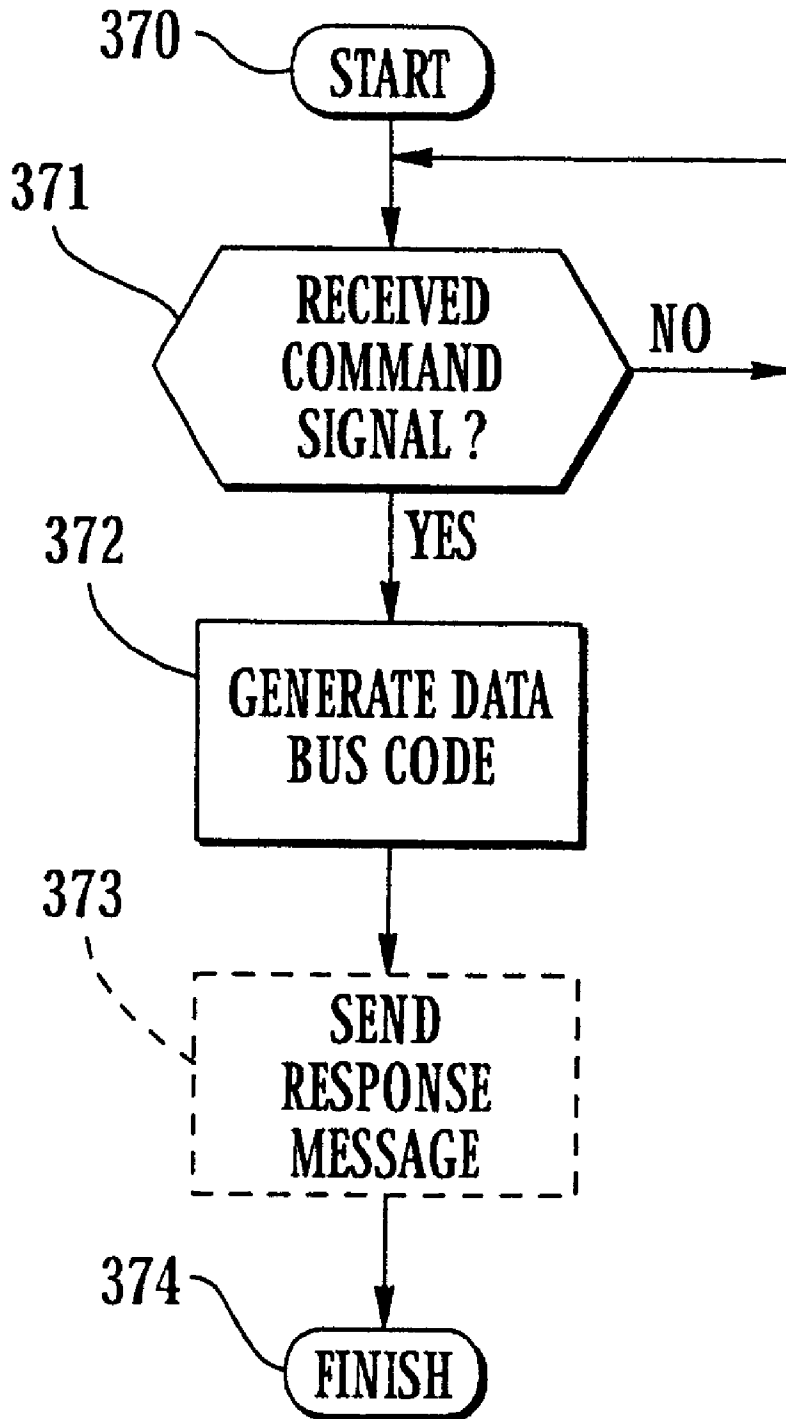 370
START
371
RECEIVED
COMMAND
SIGNAL ?
NO
YES
372
GENERATE DATA
BUS CODE
373
SEND
RESPONSE
MESSAGE
374
FINISH